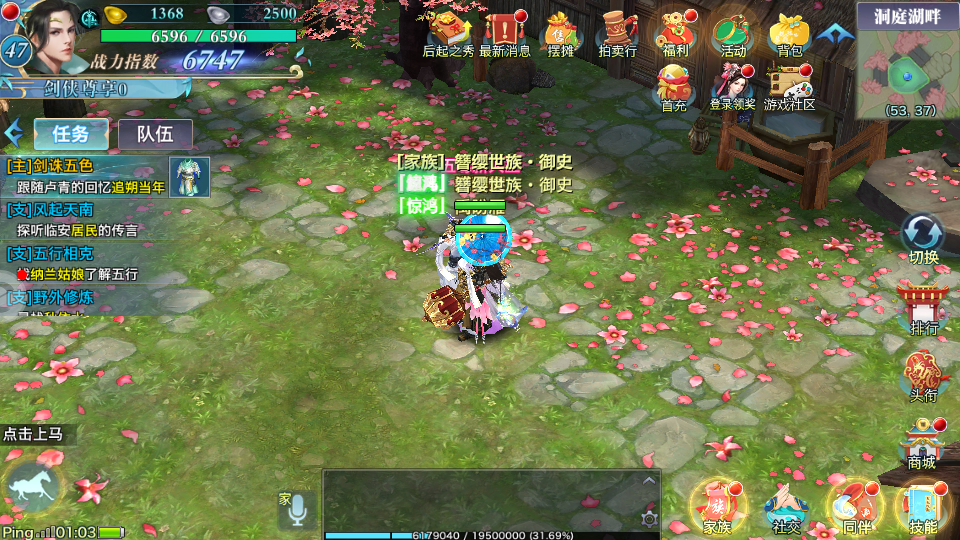 1368
2500
47
6596 / 6596
战力指数 6747
剑侠尊享0
后起之秀
最新消息
摆摊
拍卖行
福利
活动
背包
洞庭湖畔
(53, 37)
首充
登录领奖
游戏社区
任务
队伍
[主]剑诛五色
跟随卢青的回忆追朔当年
[支]风起天南
探听临安居民的传言
[支]五行相克
找纳兰姑娘了解五行
[支]野外修炼
[家族] 簪缨世族·御史
簪缨世族·御史
「惊鸿」
切换
排行
头衔
商城
点击上马
家
家族
社交
同伴
技能
Ping
01:03
6179040 / 19500000 (31.69%)